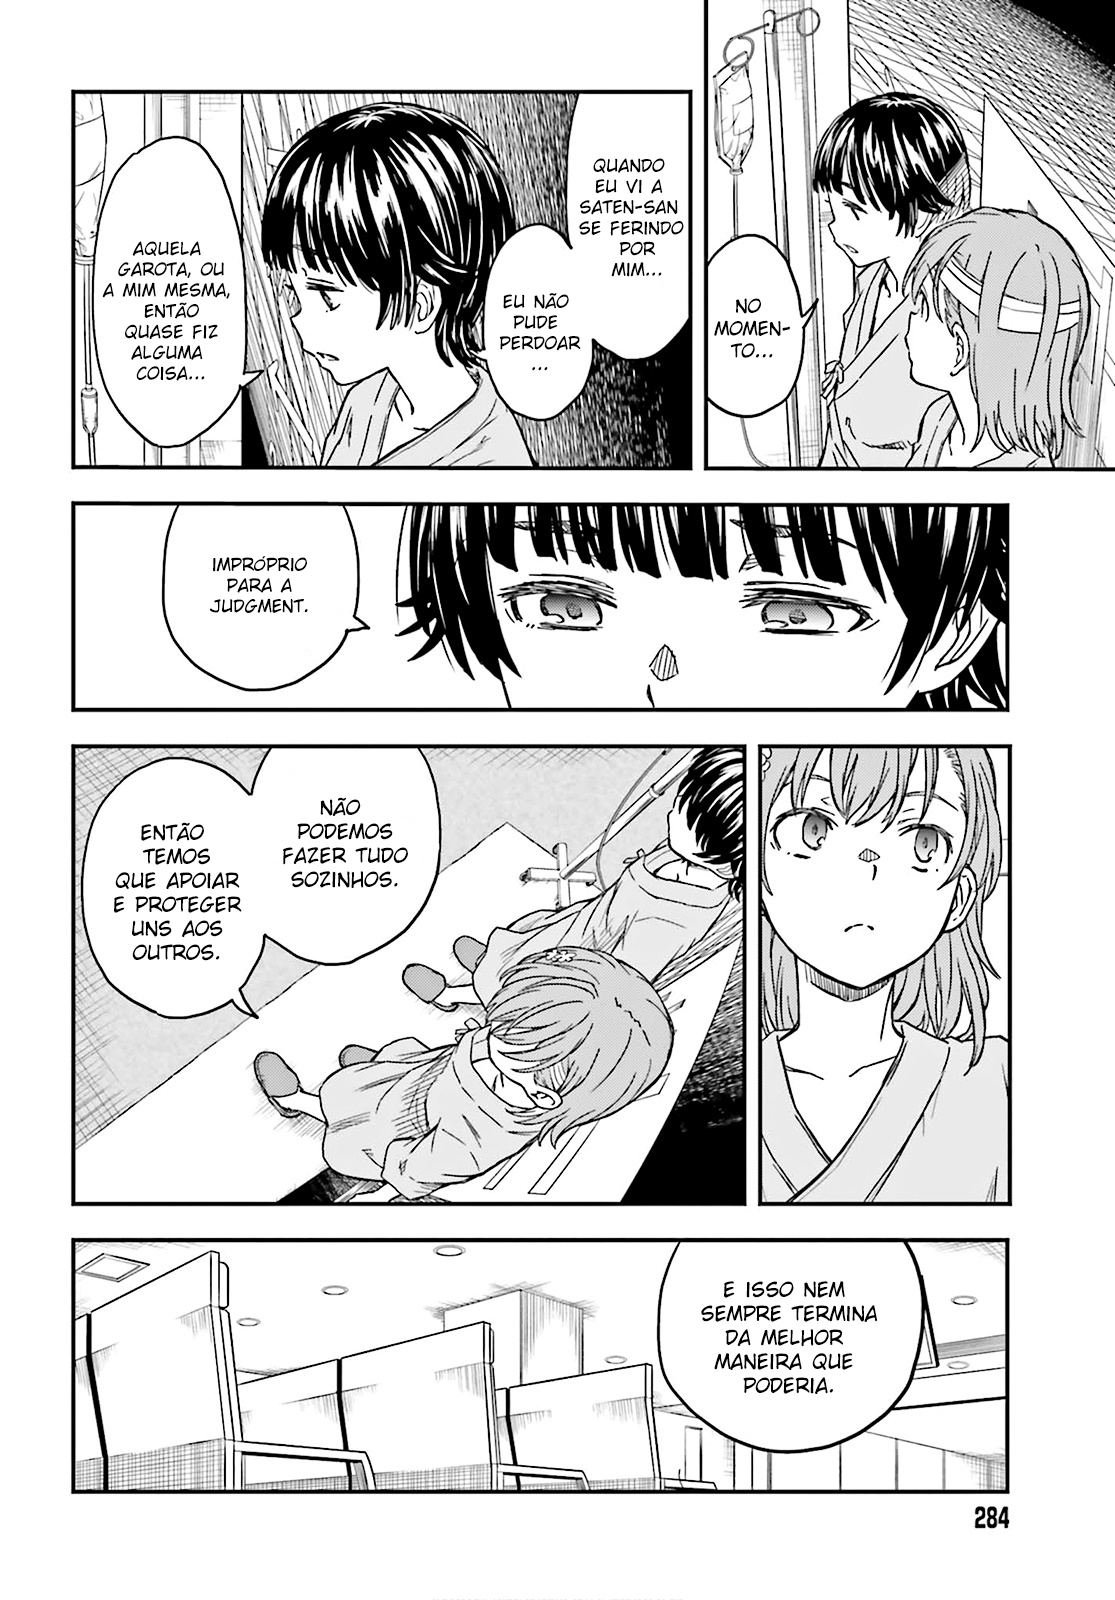 NO
MOMEN-
TO...
QUANDO
EU VI A
SATEN-SAN
SE FERINDO
POR
MIM...
EU NÃO
PUDE
PERDOAR
...
AQUELA
GAROTA, OU
A MIM MESMA,
ENTÃO
QUASE FIZ
ALGUMA
COISA...
IMPRÓPRIO
PARA A
JUDGMENT.
NÃO
PODEMOS
FAZER TUDO
SOZINHOS.
ENTÃO
TEMOS
QUE APOIAR
E PROTEGER
UNS AOS
OUTROS.
E ISSO NEM
SEMPRE TERMINA
DA MELHOR
MANEIRA QUE
PODERIA.
284